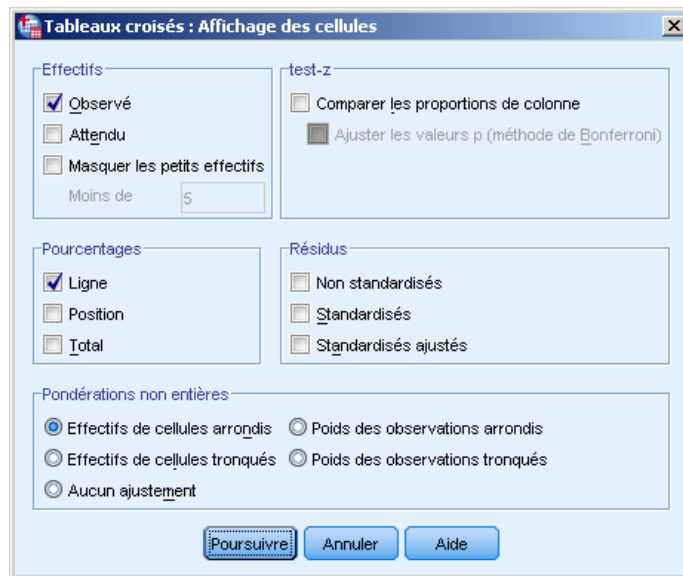 Tableaux croisés : Affichage des cellules
Effectifs
Observé
Attendu
Masquer les petits effectifs
Moins de 5
test-z
Comparer les proportions de colonne
Ajuster les valeurs p (méthode de Bonferroni)
Pourcentages
Ligne
Position
Total
Résidus
Non standardisés
Standardisés
Standardisés ajustés
Pondérations non entières
Effectifs de cellules arrondis Poids des observations arrondis
Effectifs de cellules tronqués Poids des observations tronqués
Aucun ajustement
Poursuivre Annuler Aide